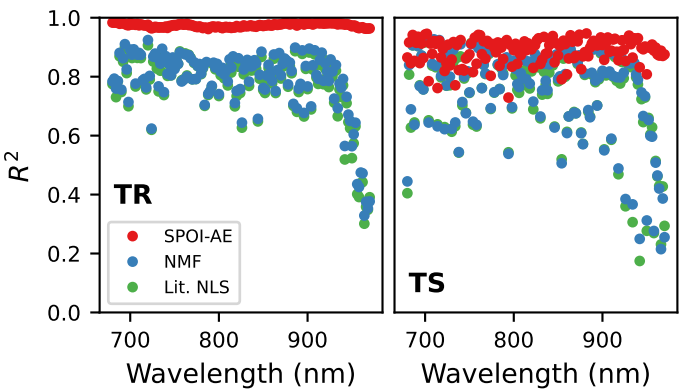 1.0
0.8
0.6
0.4
0.2
0.0
R²
TR
SPOI-AE
NMF
Lit. NLS
700 800 900
Wavelength (nm)
TS
700 800 900
Wavelength (nm)